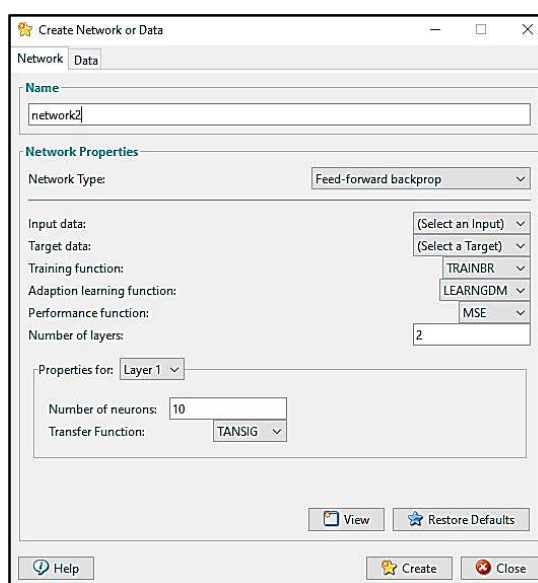 Create Network or Data
Network Data
Name
network2
Network Properties
Network Type: Feed-forward backprop
Input data: (Select an Input)
Target data: (Select a Target)
Training function: TRAINBR
Adaption learning function: LEARNGDM
Performance function: MSE
Number of layers: 2
Properties for: Layer 1
Number of neurons: 10
Transfer Function: TANSIG
View Restore Defaults
Help Create Close